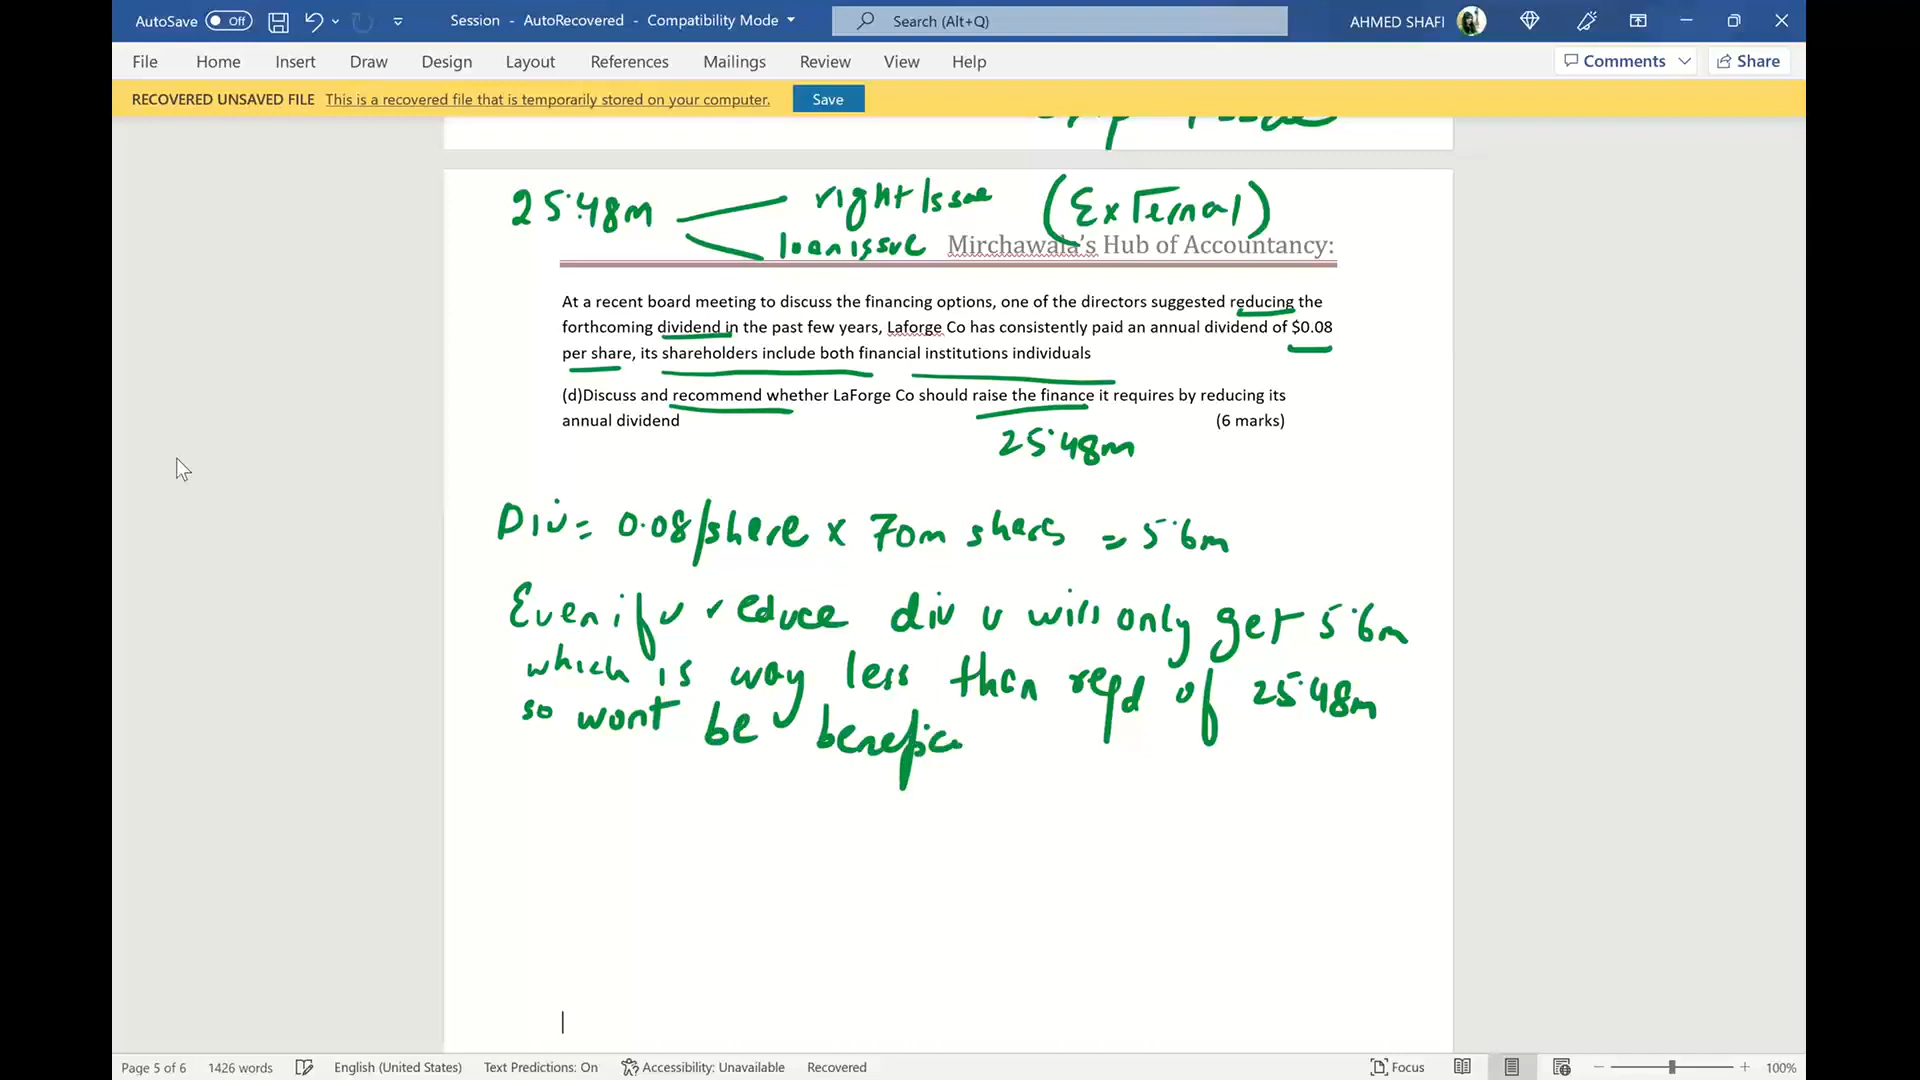 AutoSave Off Session - AutoRecovered - Compatibility Mode Search (Alt+Q) AHMED SHAFI
File Home Insert Draw Design Layout References Mailings Review View Help Comments Share
RECOVERED UNSAVED FILE This is a recovered file that is temporarily stored on your computer. Save
25.48m right Issue (External)
loan issue Mirchawala's Hub of Accountancy:
At a recent board meeting to discuss the financing options, one of the directors suggested reducing the
forthcoming dividend in the past few years, Laforge Co has consistently paid an annual dividend of $0.08
per share, its shareholders include both financial institutions individuals
(d)Discuss and recommend whether LaForge Co should raise the finance it requires by reducing its
annual dividend (6 marks)
25.48m
Div = 0.08/share x 70m shares = 5.6m
Even if u reduce div u will only get 5.6m
which is way less than reqd of 25.48m
so wont be
Page 5 of 6 1426 words English (United States) Text Predictions: On Accessibility: Unavailable Recovered Focus 100%